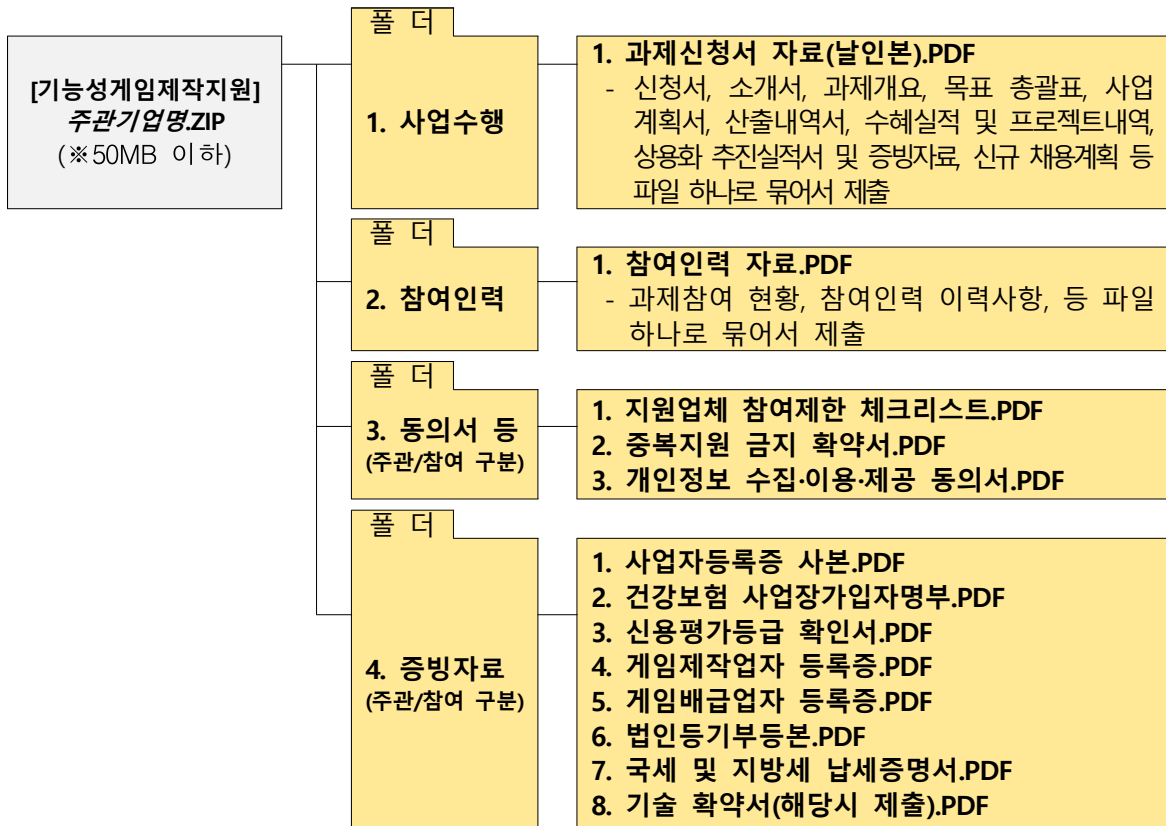 [기능성게임제작지원]
주관기업명.ZIP
(※50MB 이하)
폴 더
1. 사업수행
1. 과제신청서 자료(날인본).PDF
- 신청서, 소개서, 과제개요, 목표 총괄표, 사업
계획서, 산출내역서, 수혜실적 및 프로젝트내역,
상용화 추진실적서 및 증빙자료, 신규 채용계획 등
파일 하나로 묶어서 제출
폴 더
2. 참여인력
1. 참여인력 자료.PDF
- 과제참여 현황, 참여인력 이력사항, 등 파일
하나로 묶어서 제출
폴 더
3. 동의서 등
(주관/참여 구분)
1. 지원업체 참여제한 체크리스트.PDF
2. 중복지원 금지 확약서.PDF
3. 개인정보 수집·이용·제공 동의서.PDF
폴 더
4. 증빙자료
(주관/참여 구분)
1. 사업자등록증 사본.PDF
2. 건강보험 사업장가입자명부.PDF
3. 신용평가등급 확인서.PDF
4. 게임제작업자 등록증.PDF
5. 게임배급업자 등록증.PDF
6. 법인등기부등본.PDF
7. 국세 및 지방세 납세증명서.PDF
8. 기술 확약서(해당시 제출).PDF